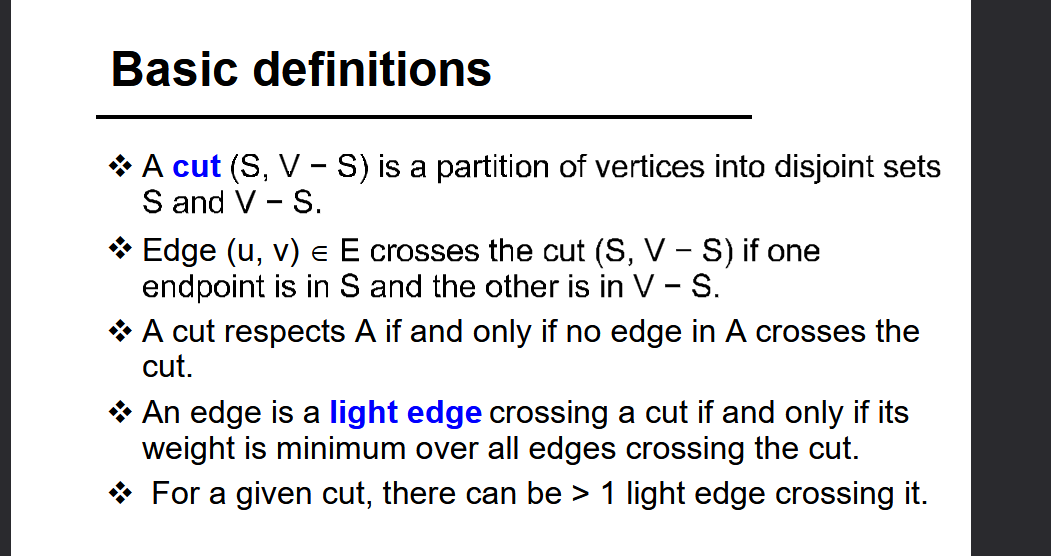 Basic definitions
❖ A cut (S, V − S) is a partition of vertices into disjoint sets
S and V − S.
❖ Edge (u, v) ∈ E crosses the cut (S, V − S) if one
endpoint is in S and the other is in V − S.
❖ A cut respects A if and only if no edge in A crosses the
cut.
❖ An edge is a light edge crossing a cut if and only if its
weight is minimum over all edges crossing the cut.
❖ For a given cut, there can be > 1 light edge crossing it.